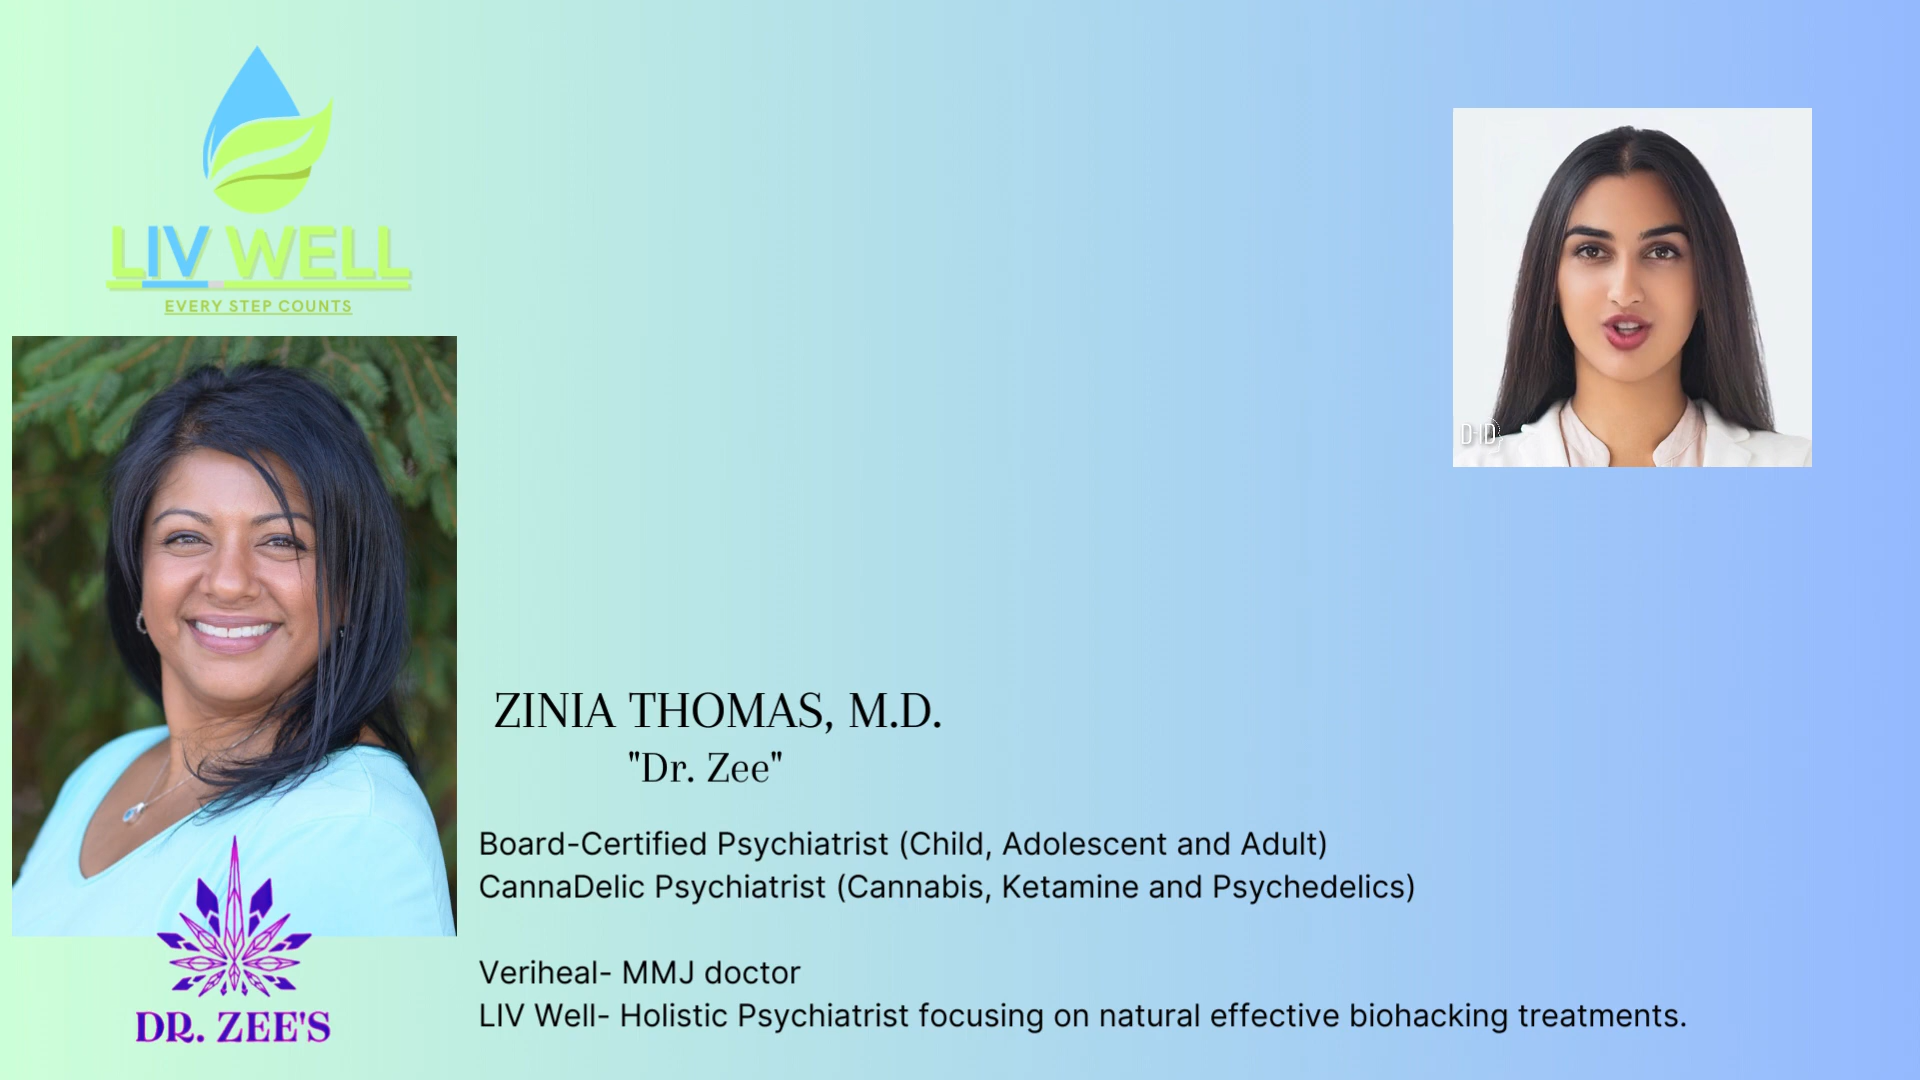 LIV WELL
EVERY STEP COUNTS
D-ID
ZINIA THOMAS, M.D.
"Dr. Zee"
Board-Certified Psychiatrist (Child, Adolescent and Adult)
CannaDelic Psychiatrist (Cannabis, Ketamine and Psychedelics)
Veriheal- MMJ doctor
LIV Well- Holistic Psychiatrist focusing on natural effective biohacking treatments.
DR. ZEE'S